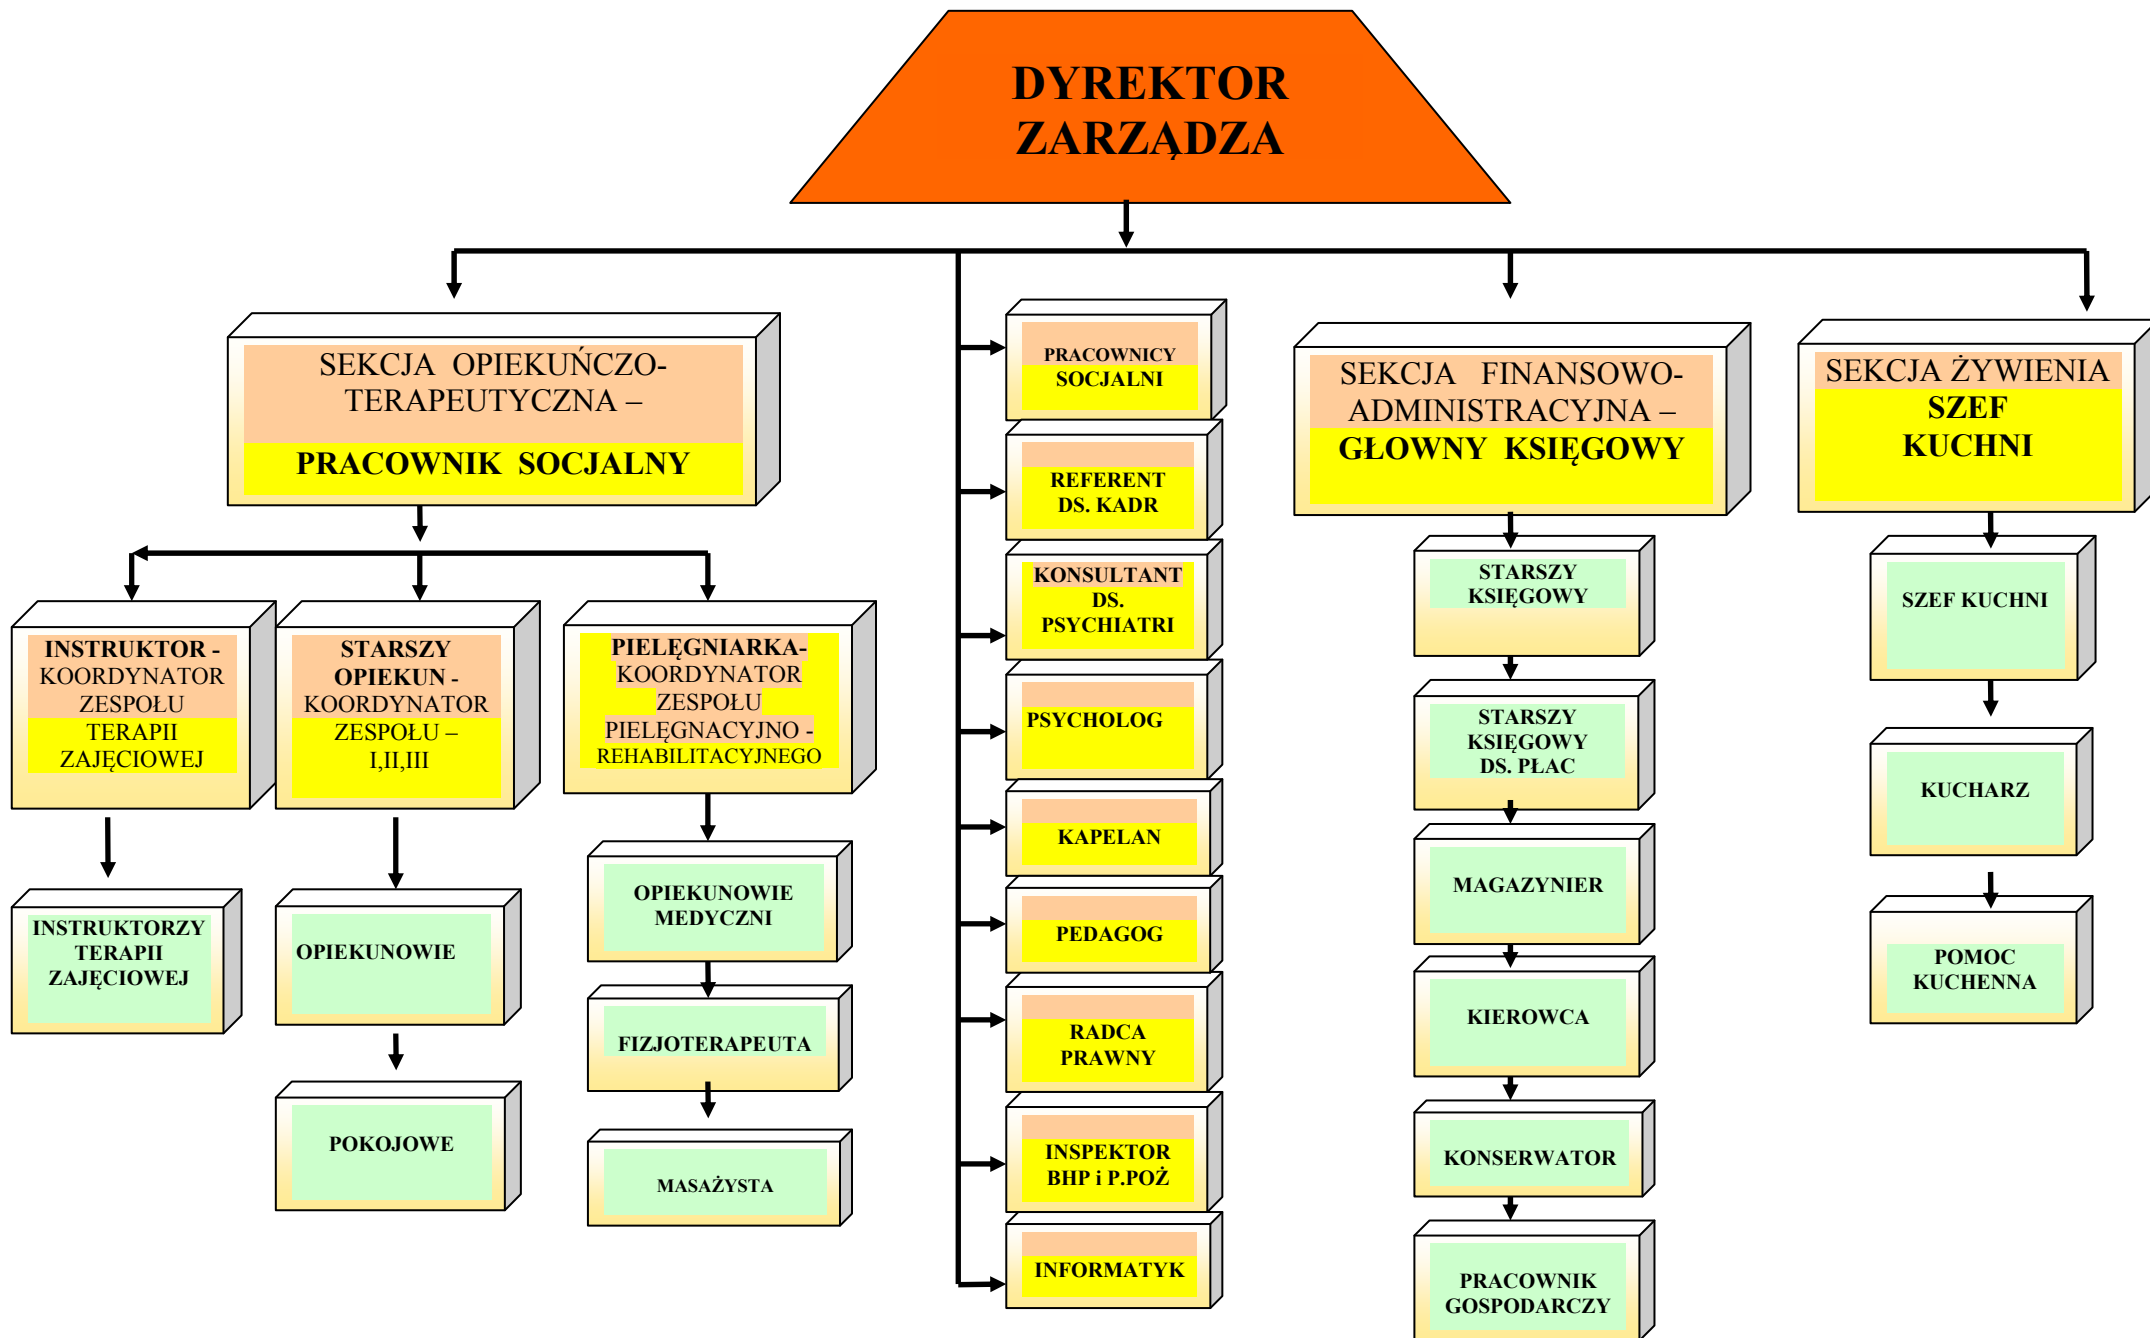 DYREKTOR
ZARZĄDZA
SEKCJA OPIEKUŃCZO-
TERAPEUTYCZNA –
PRACOWNIK SOCJALNY
INSTRUKTOR -
KOORDYNATOR
ZESPOŁU
TERAPII
ZAJĘCIOWEJ
INSTRUKTORZY
TERAPII
ZAJĘCIOWEJ
STARSZY
OPIEKUN -
KOORDYNATOR
ZESPOŁU –
I,II,III
OPIEKUNOWIE
POKOJOWE
PIELĘGNIARKA-
KOORDYNATOR
ZESPOŁU
PIELĘGNACYJNO -
REHABILITACYJNEGO
OPIEKUNOWIE
MEDYCZNI
FIZJOTERAPEUTA
MASAŻYSTA
PRACOWNICY
SOCJALNI
REFERENT
DS. KADR
KONSULTANT
DS.
PSYCHIATRI
PSYCHOLOG
KAPELAN
PEDAGOG
RADCA
PRAWNY
INSPEKTOR
BHP i P.POŻ
INFORMATYK
SEKCJA FINANSOWO-
ADMINISTRACYJNA –
GŁOWNY KSIĘGOWY
STARSZY
KSIĘGOWY
STARSZY
KSIĘGOWY
DS. PŁAC
MAGAZYNIER
KIEROWCA
KONSERWATOR
PRACOWNIK
GOSPODARCZY
SEKCJA ŻYWIENIA
SZEF
KUCHNI
SZEF KUCHNI
KUCHARZ
POMOC
KUCHENNA